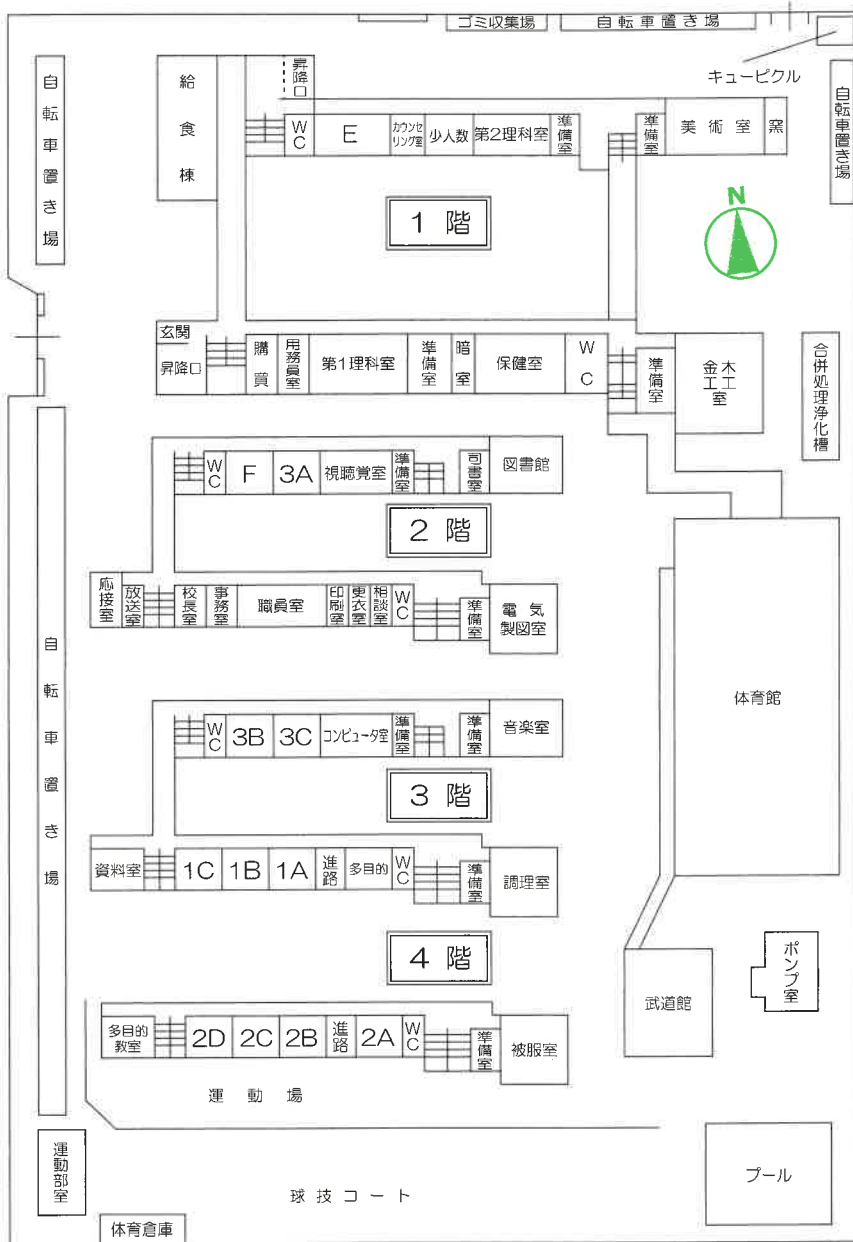 ゴミ収集場
自転車置き場
キュービクル
自転車置き場
給食棟
昇降口
WC
E
カウンセリング室
少人数
第2理科室
準備室
準備室
美術室
窯
自転車置き場
1階
N
玄関
昇降口
購買
用務員室
第1理科室
準備室
暗室
保健室
WC
準備室
金工室
木工室
合併処理浄化槽
WC
F
3A
視聴覚室
準備室
司書室
図書館
2階
応接室
放送室
校長室
事務室
職員室
印刷室
更衣室
相談室
WC
準備室
電気
製図室
自転車置き場
体育館
WC
3B
3C
コンピュータ室
準備室
準備室
音楽室
3階
資料室
1C
1B
1A
進路
多目的
WC
準備室
調理室
4階
ポンプ室
武道館
多目的
教室
2D
2C
2B
進路
2A
WC
準備室
被服室
運動場
運動部室
球技コート
プール
体育倉庫